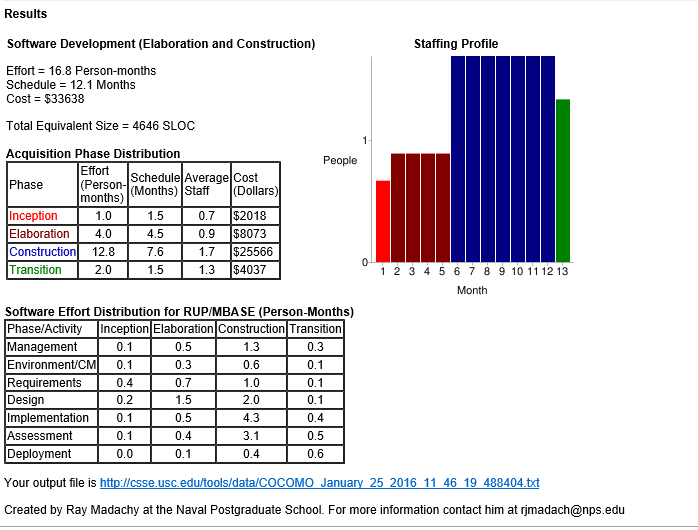 Results
Software Development (Elaboration and Construction)
Effort = 16.8 Person-months
Schedule = 12.1 Months
Cost = $33638
Total Equivalent Size = 4646 SLOC
Acquisition Phase Distribution
Phase Effort (Person-months) Schedule (Months) Average Staff Cost (Dollars)
Inception 1.0 1.5 0.7 $2018
Elaboration 4.0 4.5 0.9 $8073
Construction 12.8 7.6 1.7 $25566
Transition 2.0 1.5 1.3 $4037
Staffing Profile
1
People
0
1 2 3 4 5 6 7 8 9 10 11 12 13
Month
Software Effort Distribution for RUP/MBASE (Person-Months)
Phase/Activity Inception Elaboration Construction Transition
Management 0.1 0.5 1.3 0.3
Environment/CM 0.1 0.3 0.6 0.1
Requirements 0.4 0.7 1.0 0.1
Design 0.2 1.5 2.0 0.1
Implementation 0.1 0.5 4.3 0.4
Assessment 0.1 0.4 3.1 0.5
Deployment 0.0 0.1 0.4 0.6
Your output file is http://csse.usc.edu/tools/data/COCOMO_January_25_2016_11_46_19_488404.txt
Created by Ray Madachy at the Naval Postgraduate School. For more information contact him at rjmadach@nps.edu